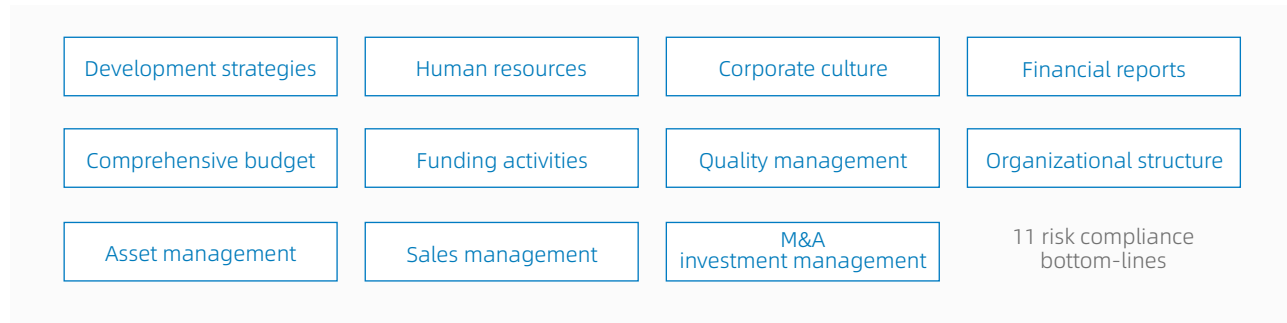 Development strategies
Human resources
Corporate culture
Financial reports
Comprehensive budget
Funding activities
Quality management
Organizational structure
Asset management
Sales management
M&A
investment management
11 risk compliance
bottom-lines